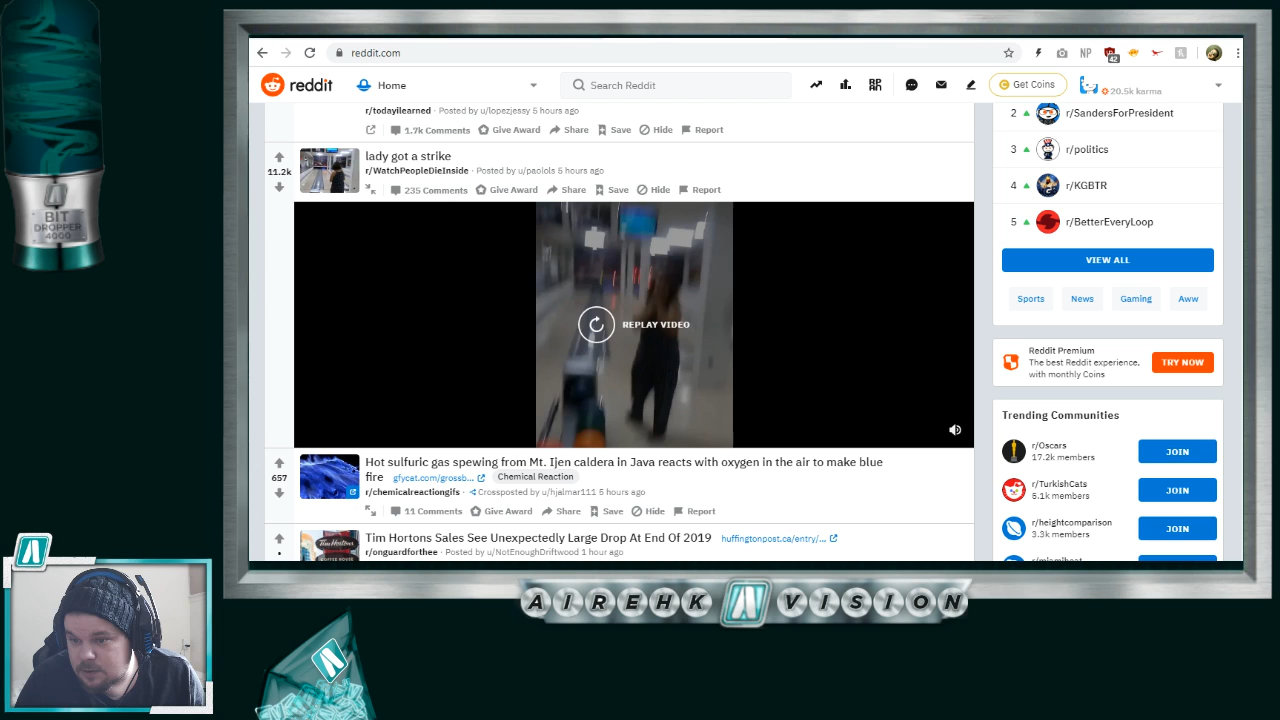 reddit.com
42
reddit
Home
Search Reddit
Get Coins
20.5k karma
r/todayilearned · Posted by u/lopezjessy 5 hours ago
1.7k Comments Give Award Share Save Hide Report
11.2k
lady got a strike
r/WatchPeopleDieInside · Posted by u/paolols 5 hours ago
235 Comments Give Award Share Save Hide Report
REPLAY VIDEO
657
Hot sulfuric gas spewing from Mt. Ijen caldera in Java reacts with oxygen in the air to make blue
fire gfycat.com/grossb... Chemical Reaction
r/chemicalreactiongifs · Crossposted by u/hjalmar111 5 hours ago
11 Comments Give Award Share Save Hide Report
Tim Hortons Sales See Unexpectedly Large Drop At End Of 2019 huffingtonpost.ca/entry/...
r/onguardforthee · Posted by u/NotEnoughDriftwood 1 hour ago
2 r/SandersForPresident
3 r/politics
4 r/KGBTR
5 r/BetterEveryLoop
VIEW ALL
Sports News Gaming Aww
Reddit Premium
The best Reddit experience,
with monthly Coins
TRY NOW
Trending Communities
r/Oscars
17.2k members
JOIN
r/TurkishCats
5.1k members
JOIN
r/heightcomparison
3.3k members
JOIN
BIT
DROPPER
4000
AIREHK VISION